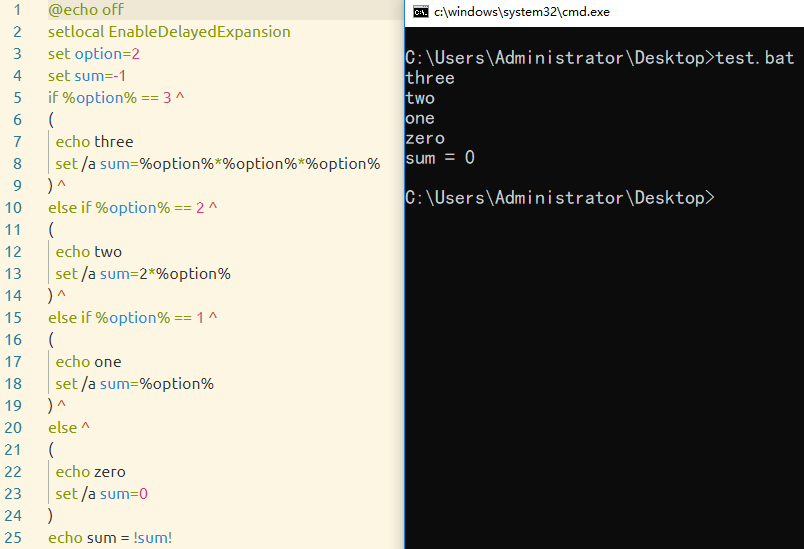 1 @echo off
2 setlocal EnableDelayedExpansion
3 set option=2
4 set sum=-1
5 if %option% == 3 ^
6 (
7 echo three
8 set /a sum=%option%*%option%*%option%
9 ) ^
10 else if %option% == 2 ^
11 (
12 echo two
13 set /a sum=2*%option%
14 ) ^
15 else if %option% == 1 ^
16 (
17 echo one
18 set /a sum=%option%
19 ) ^
20 else ^
21 (
22 echo zero
23 set /a sum=0
24 )
25 echo sum = !sum!
c:\windows\system32\cmd.exe
C:\Users\Administrator\Desktop>test.bat
three
two
one
zero
sum = 0
C:\Users\Administrator\Desktop>